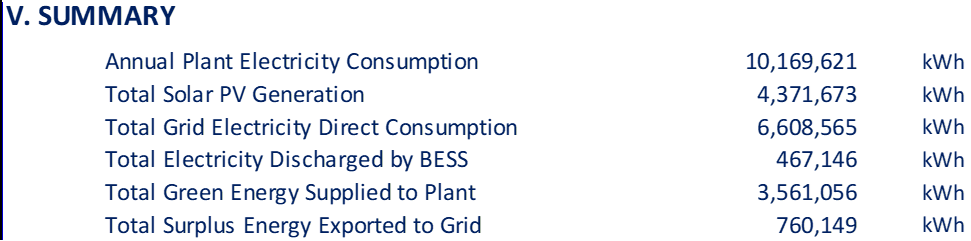 V. SUMMARY
Annual Plant Electricity Consumption 10,169,621 kWh
Total Solar PV Generation 4,371,673 kWh
Total Grid Electricity Direct Consumption 6,608,565 kWh
Total Electricity Discharged by BESS 467,146 kWh
Total Green Energy Supplied to Plant 3,561,056 kWh
Total Surplus Energy Exported to Grid 760,149 kWh